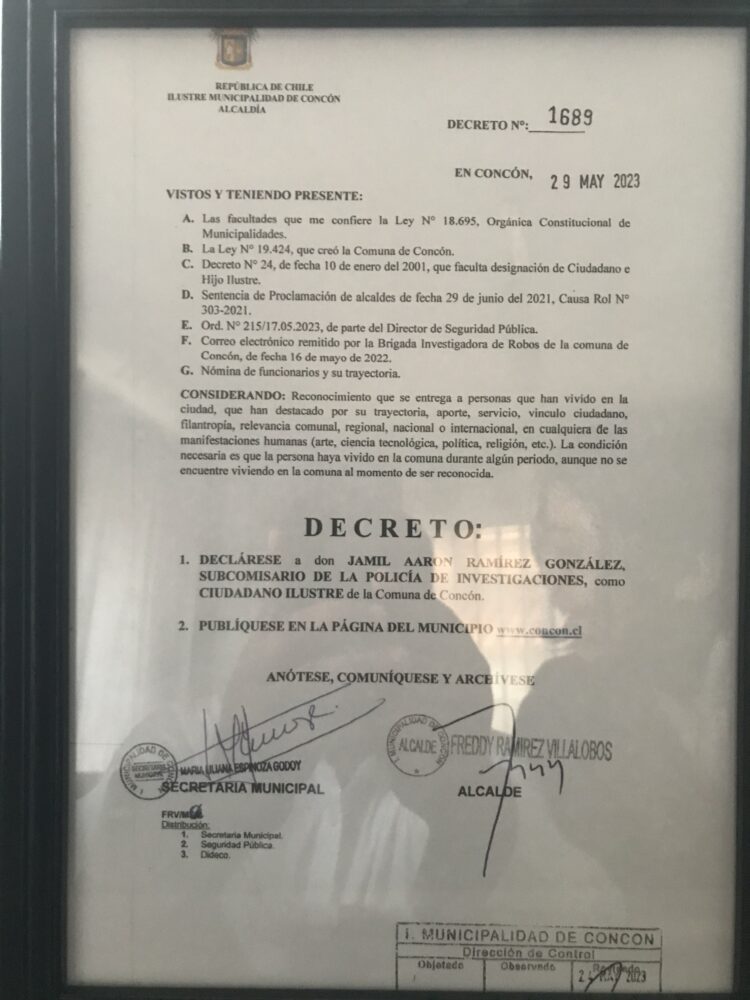 REPÚBLICA DE CHILE
ILUSTRE MUNICIPALIDAD DE CONCÓN
ALCALDÍA
DECRETO Nº: 1689
EN CONCÓN, 29 MAY 2023
VISTOS Y TENIENDO PRESENTE:
A. Las facultades que me confiere la Ley Nº 18.695, Orgánica Constitucional de
Municipalidades.
B. La Ley Nº 19.424, que creó la Comuna de Concón.
C. Decreto Nº 24, de fecha 10 de enero del 2001, que faculta designación de Ciudadano e
Hijo Ilustre.
D. Sentencia de Proclamación de alcaldes de fecha 29 de junio del 2021, Causa Rol Nº
303-2021.
E. Ord. Nº 215/17.05.2023, de parte del Director de Seguridad Pública.
F. Correo electrónico remitido por la Brigada Investigadora de Robos de la comuna de
Concón, de fecha 16 de mayo de 2022.
G. Nómina de funcionarios y su trayectoria.
CONSIDERANDO: Reconocimiento que se entrega a personas que han vivido en la
ciudad, que han destacado por su trayectoria, aporte, servicio, vinculo ciudadano,
filantropía, relevancia comunal, regional, nacional o internacional, en cualquiera de las
manifestaciones humanas (arte, ciencia tecnológica, política, religión, etc.). La condición
necesaria es que la persona haya vivido en la comuna durante algún periodo, aunque no se
encuentre viviendo en la comuna al momento de ser reconocida.
DECRETO:
1. DECLÁRESE a don JAMIL AARON RAMÍREZ GONZÁLEZ,
SUBCOMISARIO DE LA POLICÍA DE INVESTIGACIONES, como
CIUDADANO ILUSTRE de la Comuna de Concón.
2. PUBLÍQUESE EN LA PÁGINA DEL MUNICIPIO www.concon.cl
ANÓTESE, COMUNÍQUESE Y ARCHÍVESE
MUNICIPALIDAD DE
SECRETARIO
MUNICIPAL
MARIA LILIANA ESPINOZA GODOY
SECRETARIA MUNICIPAL
I. MUNICIPALIDAD DE CONCON
ALCALDE
FREDDY RAMIREZ VILLALOBOS
ALCALDE
Distribución:
1. Secretaria Municipal.
2. Seguridad Pública.
3. Dideco.
I. MUNICIPALIDAD DE CONCON
Dirección de Control
Objetado
Observado
MAY 2023